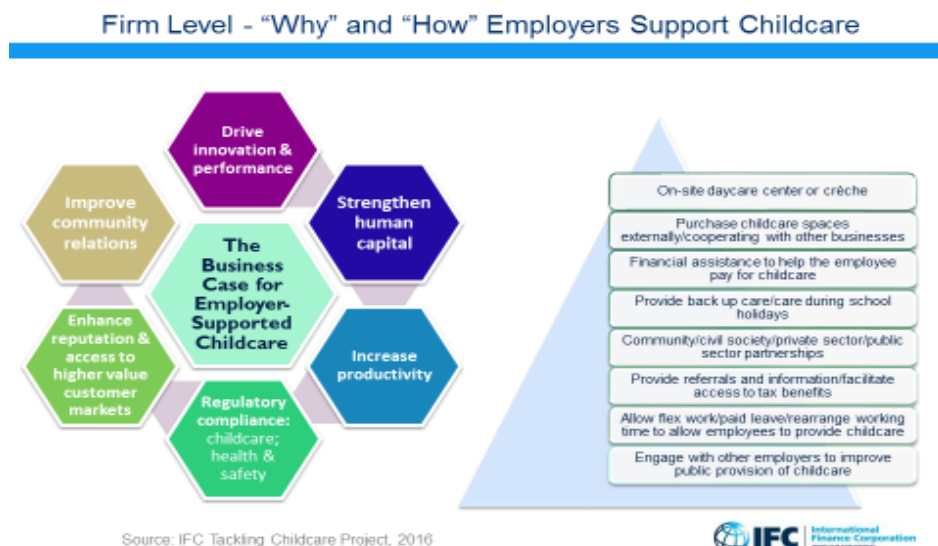 Firm Level - “Why” and “How” Employers Support Childcare
Drive
innovation &
performance
Improve
community
relations
Strengthen
human
capital
The
Business
Case for
Employer-
Supported
Childcare
Enhance
reputation &
access to
higher value
customer
markets
Increase
productivity
Regulatory
compliance:
childcare;
health &
safety
On-site daycare center or crèche
Purchase childcare spaces
externally/cooperating with other businesses
Financial assistance to help the employee
pay for childcare
Provide back up care/care during school
holidays
Community/civil society/private sector/public
sector partnerships
Provide referrals and information/facilitate
access to tax benefits
Allow flex work/paid leave/rearrange working
time to allow employees to provide childcare
Engage with other employers to improve
public provision of childcare
Source: IFC Tackling Childcare Project, 2016
IFC
International
Finance Corporation